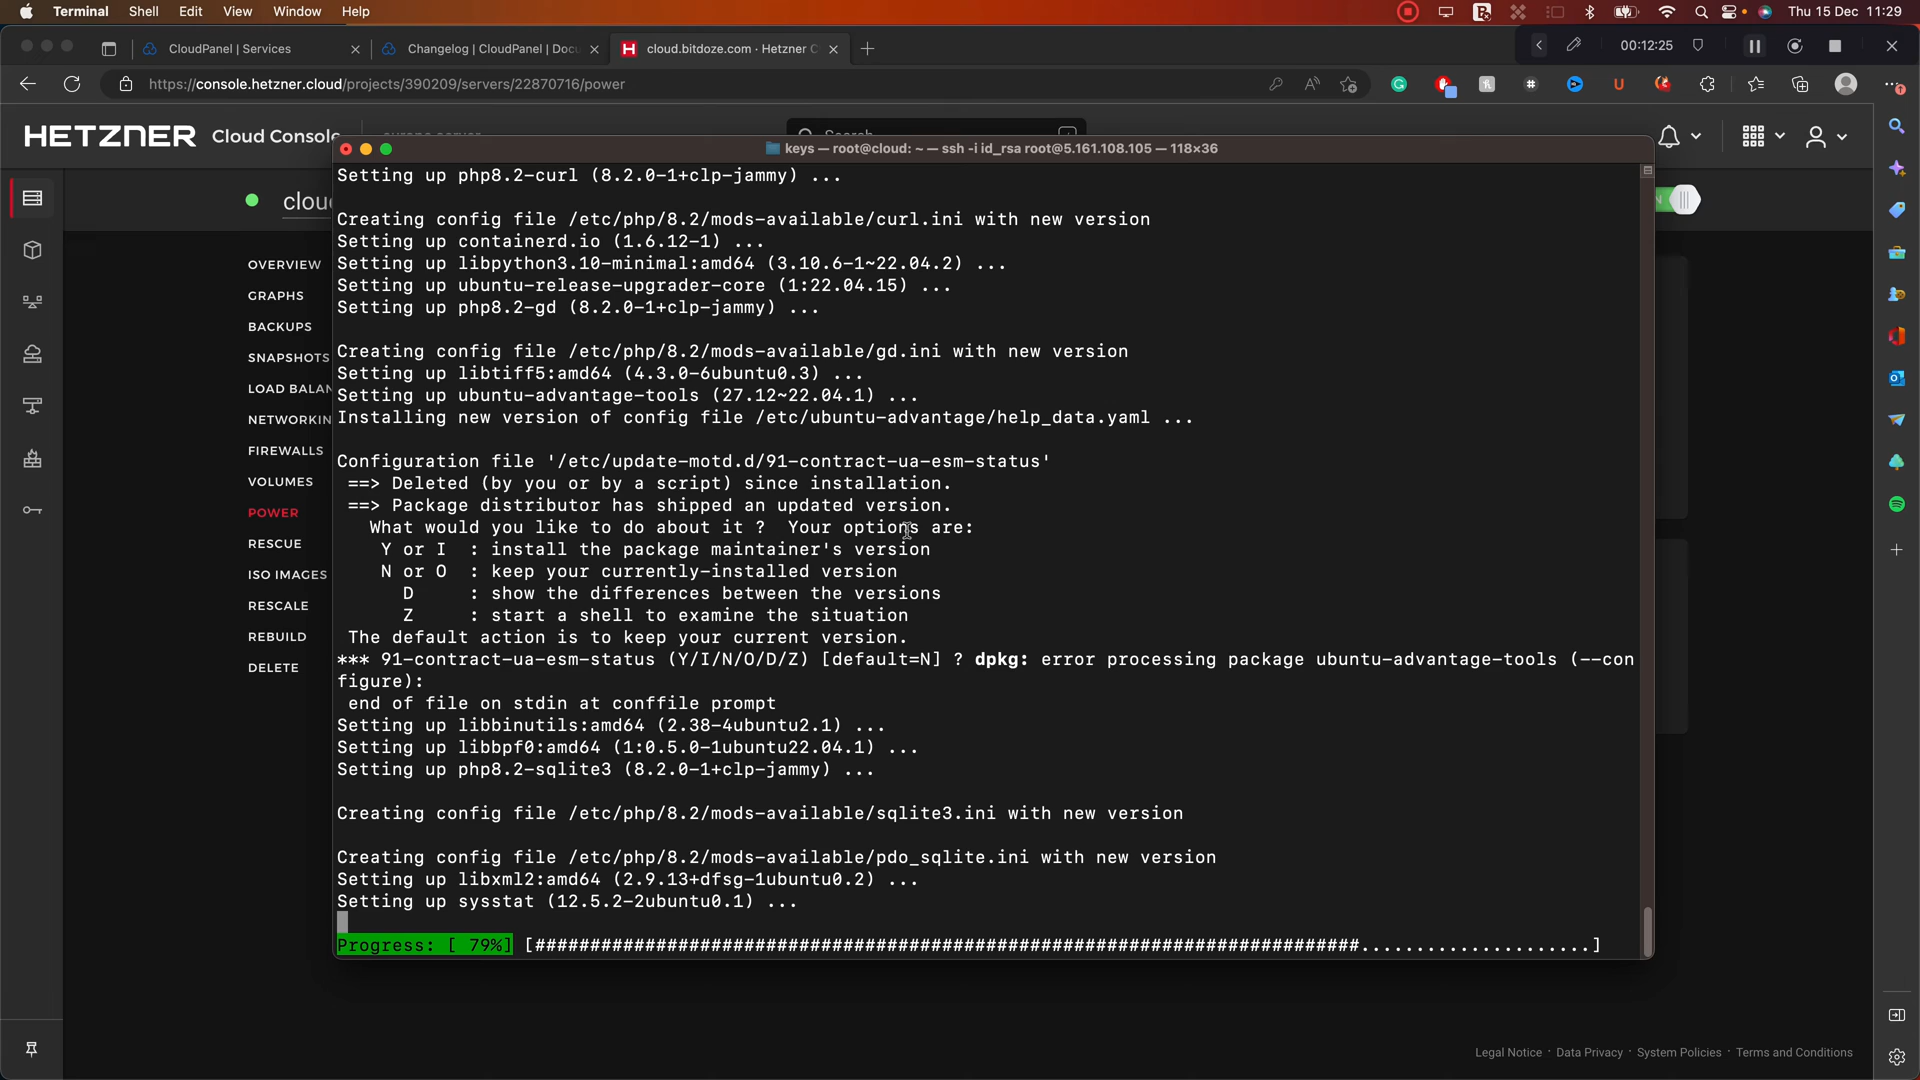 Terminal Shell Edit View Window Help Thu 15 Dec 11:29
CloudPanel | Services
Changelog | CloudPanel | Docu
cloud.bitdoze.com · Hetzner C
00:12:25
https://console.hetzner.cloud/projects/390209/servers/22870716/power
HETZNER Cloud Console
Search
keys — root@cloud: ~ — ssh -i id_rsa root@5.161.108.105 — 118×36
clou
OVERVIEW
GRAPHS
BACKUPS
SNAPSHOTS
LOAD BALAN
NETWORKIN
FIREWALLS
VOLUMES
POWER
RESCUE
ISO IMAGES
RESCALE
REBUILD
DELETE
Setting up php8.2-curl (8.2.0-1+clp-jammy) ...
Creating config file /etc/php/8.2/mods-available/curl.ini with new version
Setting up containerd.io (1.6.12-1) ...
Setting up libpython3.10-minimal:amd64 (3.10.6-1~22.04.2) ...
Setting up ubuntu-release-upgrader-core (1:22.04.15) ...
Setting up php8.2-gd (8.2.0-1+clp-jammy) ...
Creating config file /etc/php/8.2/mods-available/gd.ini with new version
Setting up libtiff5:amd64 (4.3.0-6ubuntu0.3) ...
Setting up ubuntu-advantage-tools (27.12~22.04.1) ...
Installing new version of config file /etc/ubuntu-advantage/help_data.yaml ...
Configuration file '/etc/update-motd.d/91-contract-ua-esm-status'
==> Deleted (by you or by a script) since installation.
==> Package distributor has shipped an updated version.
What would you like to do about it ?  Your options are:
Y or I  : install the package maintainer's version
N or O  : keep your currently-installed version
D     : show the differences between the versions
Z     : start a shell to examine the situation
The default action is to keep your current version.
*** 91-contract-ua-esm-status (Y/I/N/O/D/Z) [default=N] ? dpkg: error processing package ubuntu-advantage-tools (--con
figure):
end of file on stdin at conffile prompt
Setting up libbinutils:amd64 (2.38-4ubuntu2.1) ...
Setting up libbpf0:amd64 (1:0.5.0-1ubuntu22.04.1) ...
Setting up php8.2-sqlite3 (8.2.0-1+clp-jammy) ...
Creating config file /etc/php/8.2/mods-available/sqlite3.ini with new version
Creating config file /etc/php/8.2/mods-available/pdo_sqlite.ini with new version
Setting up libxml2:amd64 (2.9.13+dfsg-1ubuntu0.2) ...
Setting up sysstat (12.5.2-2ubuntu0.1) ...
Progress: [ 79%] [###########################################################################.....................]
Legal Notice · Data Privacy · System Policies · Terms and Conditions